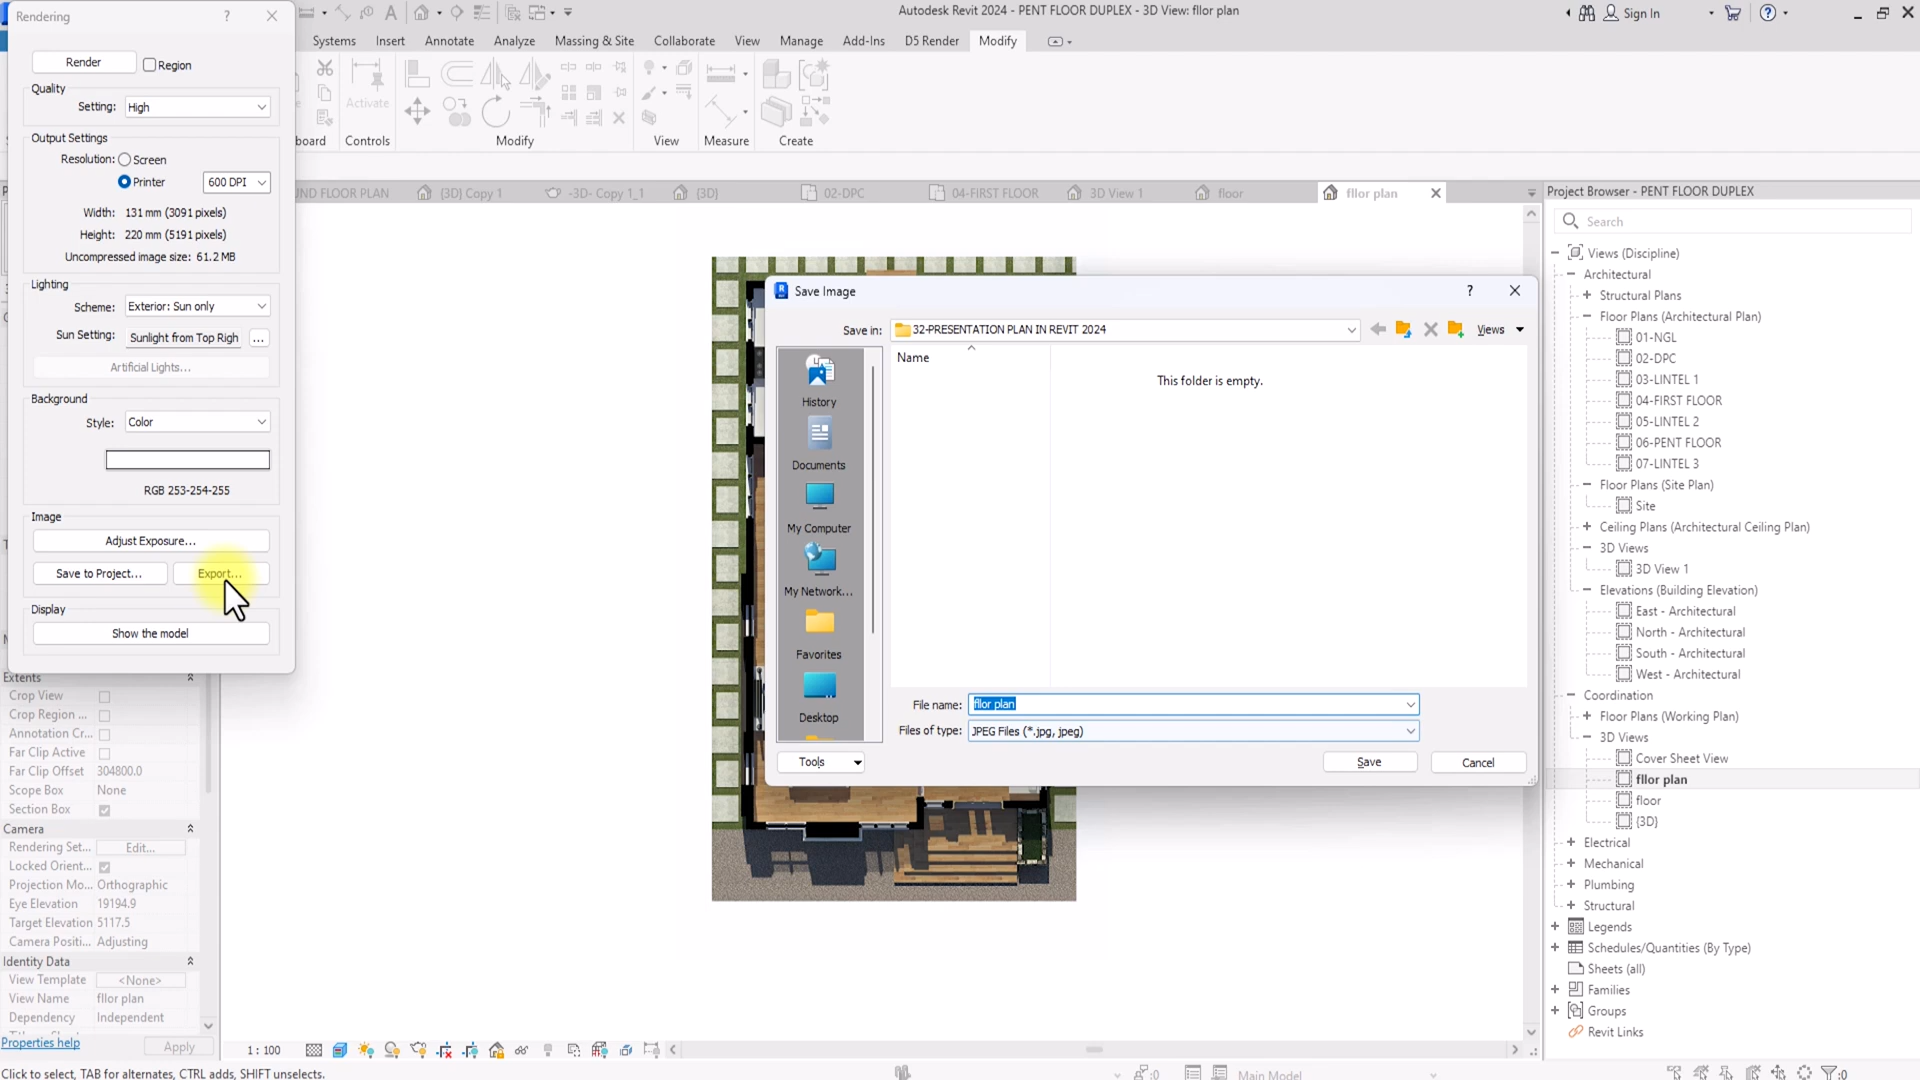 Rendering
?
Autodesk Revit 2024 - PENT FLOOR DUPLEX - 3D View: fllor plan
Sign In
Systems
Insert
Annotate
Analyze
Massing & Site
Collaborate
View
Manage
Add-Ins
D5 Render
Modify
Render
Region
Quality
Setting:
High
Output Settings
Resolution:
Screen
Printer
600 DPI
Width: 131 mm (3091 pixels)
Height: 220 mm (5191 pixels)
Uncompressed image size: 61.2 MB
Lighting
Scheme:
Exterior: Sun only
Sun Setting:
Sunlight from Top Righ
...
Artificial Lights...
Background
Style:
Color
RGB 253-254-255
Image
Adjust Exposure...
Save to Project...
Export...
Display
Show the model
Activate
board
Controls
Modify
View
Measure
Create
ND FLOOR PLAN
{3D} Copy 1
-3D- Copy 1_1
{3D}
02-DPC
04-FIRST FLOOR
3D View 1
floor
fllor plan
Save Image
?
Save in:
32-PRESENTATION PLAN IN REVIT 2024
Views
Name
This folder is empty.
History
Documents
My Computer
My Network...
Favorites
Desktop
File name:
fllor plan
Files of type:
JPEG Files (*.jpg, jpeg)
Tools
Save
Cancel
Project Browser - PENT FLOOR DUPLEX
Search
Views (Discipline)
Architectural
Structural Plans
Floor Plans (Architectural Plan)
01-NGL
02-DPC
03-LINTEL 1
04-FIRST FLOOR
05-LINTEL 2
06-PENT FLOOR
07-LINTEL 3
Floor Plans (Site Plan)
Site
Ceiling Plans (Architectural Ceiling Plan)
3D Views
3D View 1
Elevations (Building Elevation)
East - Architectural
North - Architectural
South - Architectural
West - Architectural
Coordination
Floor Plans (Working Plan)
3D Views
Cover Sheet View
fllor plan
floor
{3D}
Electrical
Mechanical
Plumbing
Structural
Legends
Schedules/Quantities (By Type)
Sheets (all)
Families
Groups
Revit Links
Extents
Crop View
Crop Region ...
Annotation Cr...
Far Clip Active
Far Clip Offset
304800.0
Scope Box
None
Section Box
Camera
Rendering Set...
Edit...
Locked Orient...
Projection Mo...
Orthographic
Eye Elevation
19194.9
Target Elevation
5117.5
Camera Positi...
Adjusting
Identity Data
View Template
<None>
View Name
fllor plan
Dependency
Independent
Properties help
Apply
1 : 100
Click to select, TAB for alternates, CTRL adds, SHIFT unselects.
:0
Main Model
:0